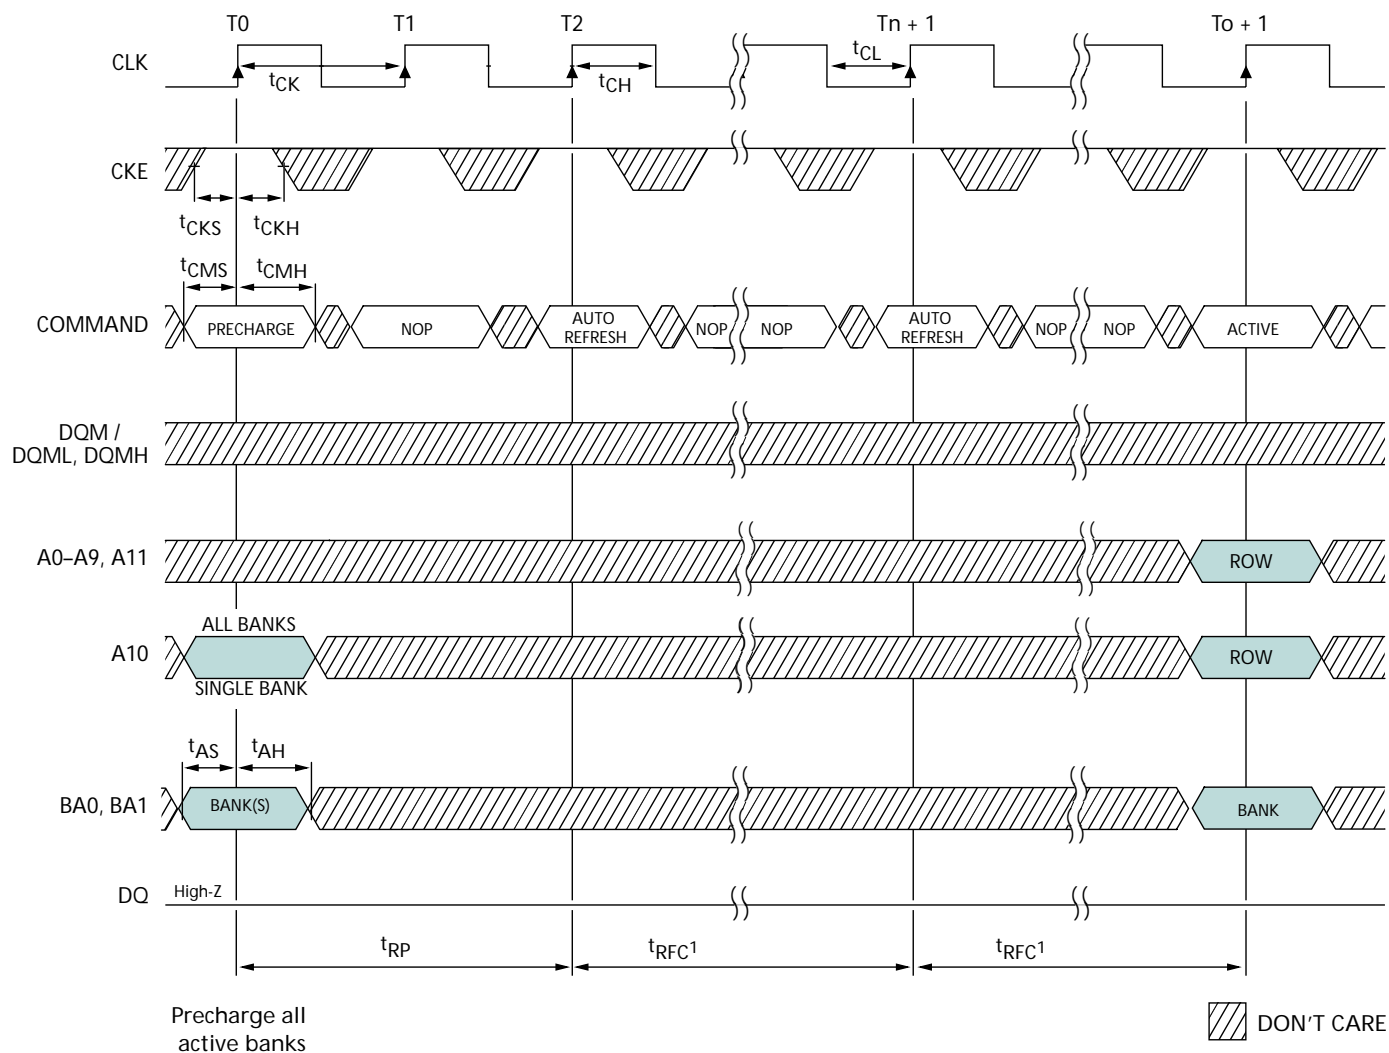 T0 T1 T2 Tn + 1 To + 1
CLK
tCK tCH tCL
CKE
tCKS tCKH
tCMS tCMH
COMMAND PRECHARGE NOP AUTO REFRESH NOP NOP AUTO REFRESH NOP NOP ACTIVE
DQM /
DQML, DQMH
A0–A9, A11 ROW
ALL BANKS
A10 ROW
SINGLE BANK
tAS tAH
BA0, BA1 BANK(S) BANK
DQ High-Z
tRP tRFC1 tRFC1
Precharge all
active banks
DON'T CARE